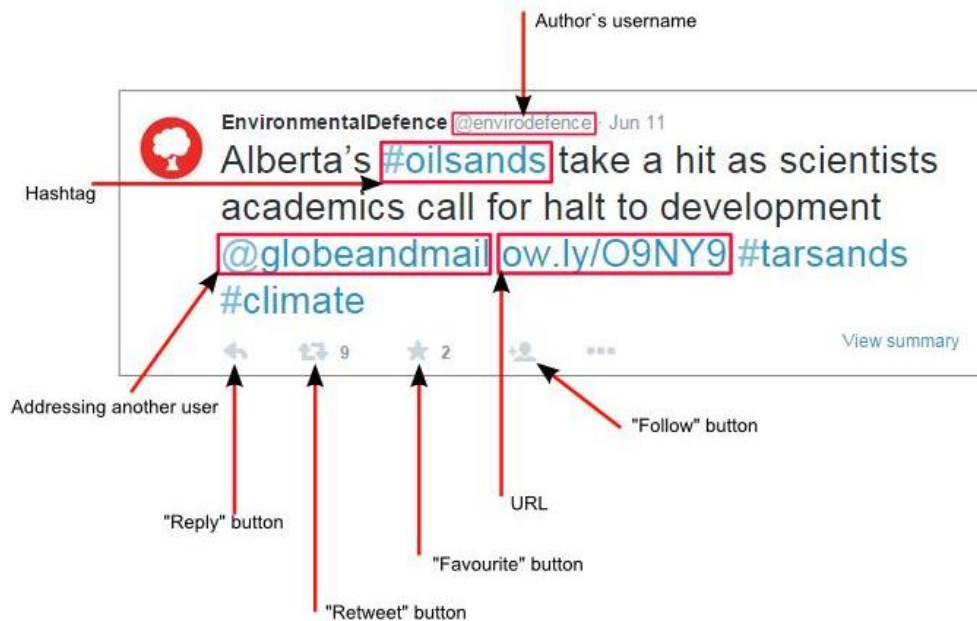 Author`s username
EnvironmentalDefence @envirodefence · Jun 11
Alberta's #oilsands take a hit as scientists
Hashtag
academics call for halt to development
@globeandmail ow.ly/O9NY9 #tarsands
#climate
9 2
View summary
Addressing another user
"Follow" button
URL
"Reply" button
"Favourite" button
"Retweet" button